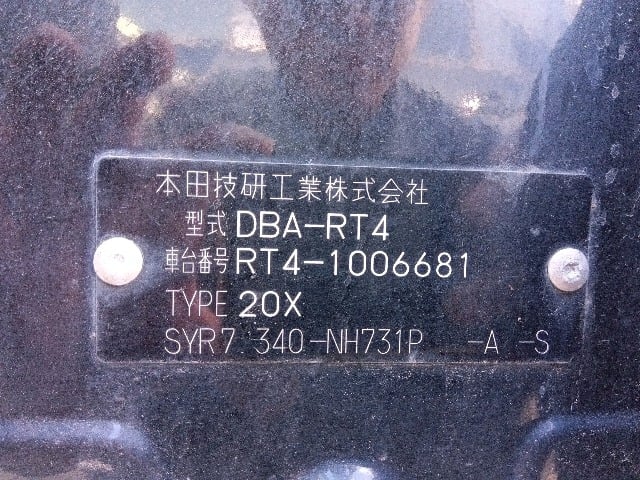 本田技研工業株式会社
型式 DBA-RT4
車台番号 RT4-1006681
TYPE 20X
SYR7 340-NH731P -A -S